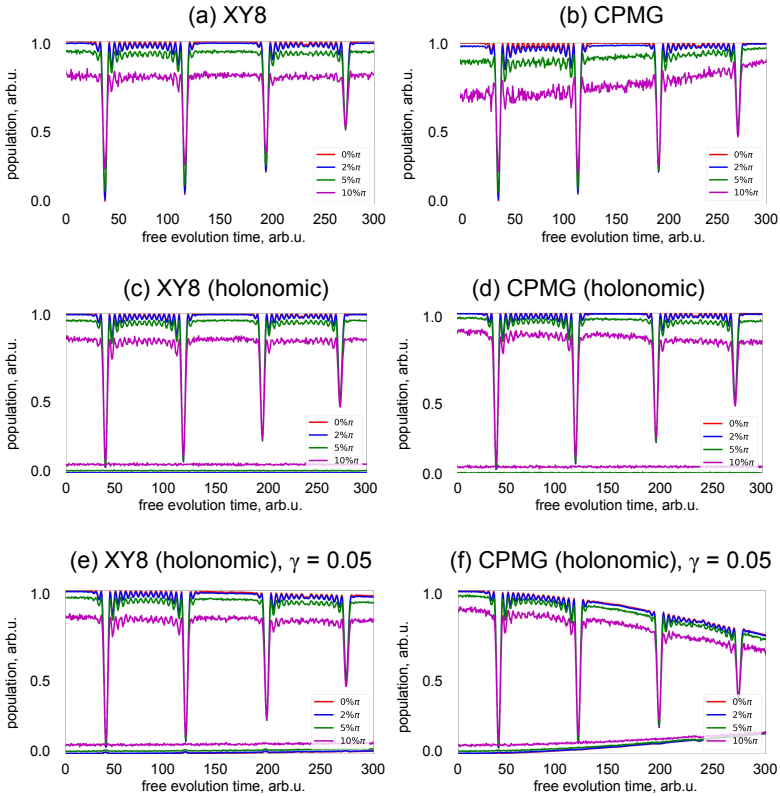 (a) XY8
population, arb.u.
1.0
0.5
0.0
0%π
2%π
5%π
10%π
0 50 100 150 200 250 300
free evolution time, arb.u.
(b) CPMG
population, arb.u.
1.0
0.5
0.0
0%π
2%π
5%π
10%π
0 50 100 150 200 250 300
free evolution time, arb.u.
(c) XY8 (holonomic)
population, arb.u.
1.0
0.5
0.0
0%π
2%π
5%π
10%π
0 50 100 150 200 250 300
free evolution time, arb.u.
(d) CPMG (holonomic)
population, arb.u.
1.0
0.5
0.0
0%π
2%π
5%π
10%π
0 50 100 150 200 250 300
free evolution time, arb.u.
(e) XY8 (holonomic), γ = 0.05
population, arb.u.
1.0
0.5
0.0
0%π
2%π
5%π
10%π
0 50 100 150 200 250 300
free evolution time, arb.u.
(f) CPMG (holonomic), γ = 0.05
population, arb.u.
1.0
0.5
0.0
0%π
2%π
5%π
10%π
0 50 100 150 200 250 300
free evolution time, arb.u.